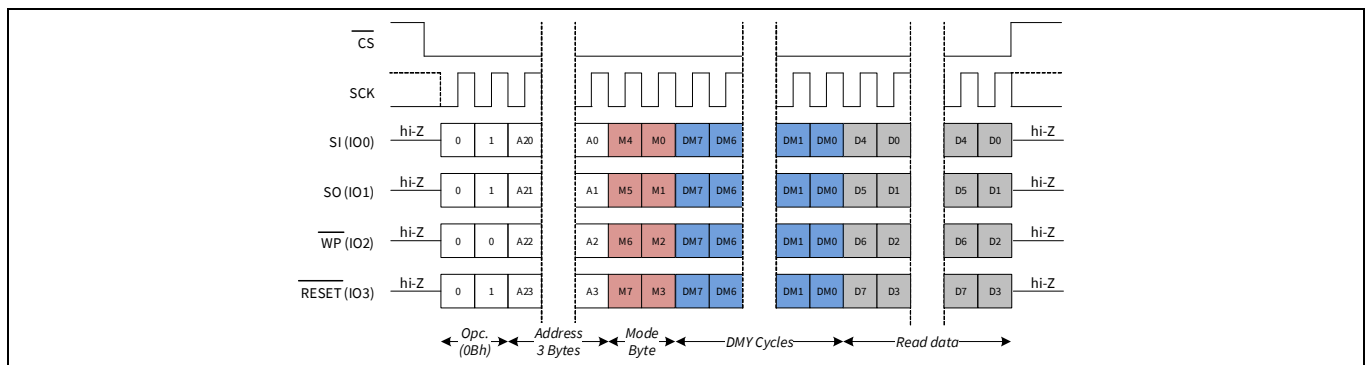 CS
SCK
SI (IO0) hi-Z 0 1 A20 A0 M4 M0 DM7 DM6 DM1 DM0 D4 D0 D4 D0 hi-Z
SO (IO1) hi-Z 0 1 A21 A1 M5 M1 DM7 DM6 DM1 DM0 D5 D1 D5 D1 hi-Z
WP (IO2) hi-Z 0 0 A22 A2 M6 M2 DM7 DM6 DM1 DM0 D6 D2 D6 D2 hi-Z
RESET (IO3) hi-Z 0 1 A23 A3 M7 M3 DM7 DM6 DM1 DM0 D7 D3 D7 D3 hi-Z
Opc. Address Mode DMY Cycles Read data
(0Bh) 3 Bytes Byte